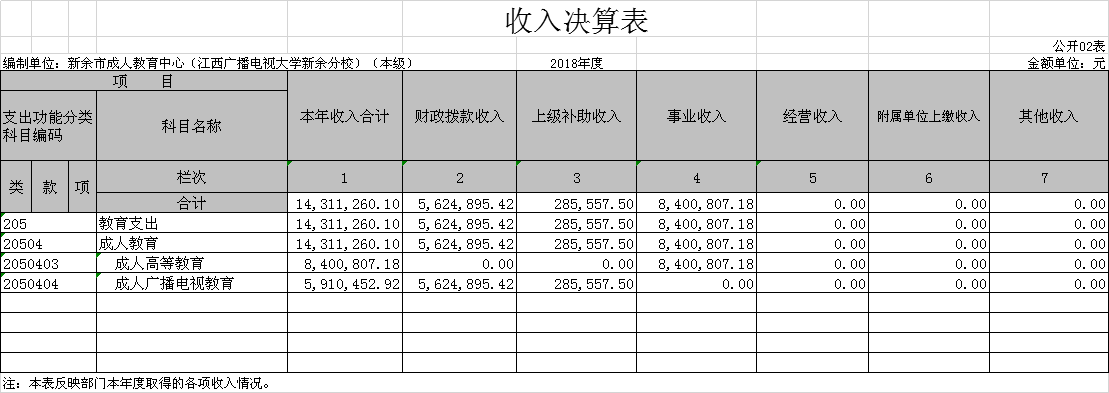 收入决算表
公开02表
编制单位：新余市成人教育中心（江西广播电视大学新余分校）（本级） 2018年度 金额单位：元
项 目 本年收入合计 财政拨款收入 上级补助收入 事业收入 经营收入 附属单位上缴收入 其他收入
支出功能分类
科目编码
科目名称
类 款 项 栏次 1 2 3 4 5 6 7
合计 14,311,260.10 5,624,895.42 285,557.50 8,400,807.18 0.00 0.00 0.00
205 教育支出 14,311,260.10 5,624,895.42 285,557.50 8,400,807.18 0.00 0.00 0.00
20504 成人教育 14,311,260.10 5,624,895.42 285,557.50 8,400,807.18 0.00 0.00 0.00
2050403 成人高等教育 8,400,807.18 0.00 0.00 8,400,807.18 0.00 0.00 0.00
2050404 成人广播电视教育 5,910,452.92 5,624,895.42 285,557.50 0.00 0.00 0.00 0.00
注：本表反映部门本年度取得的各项收入情况。